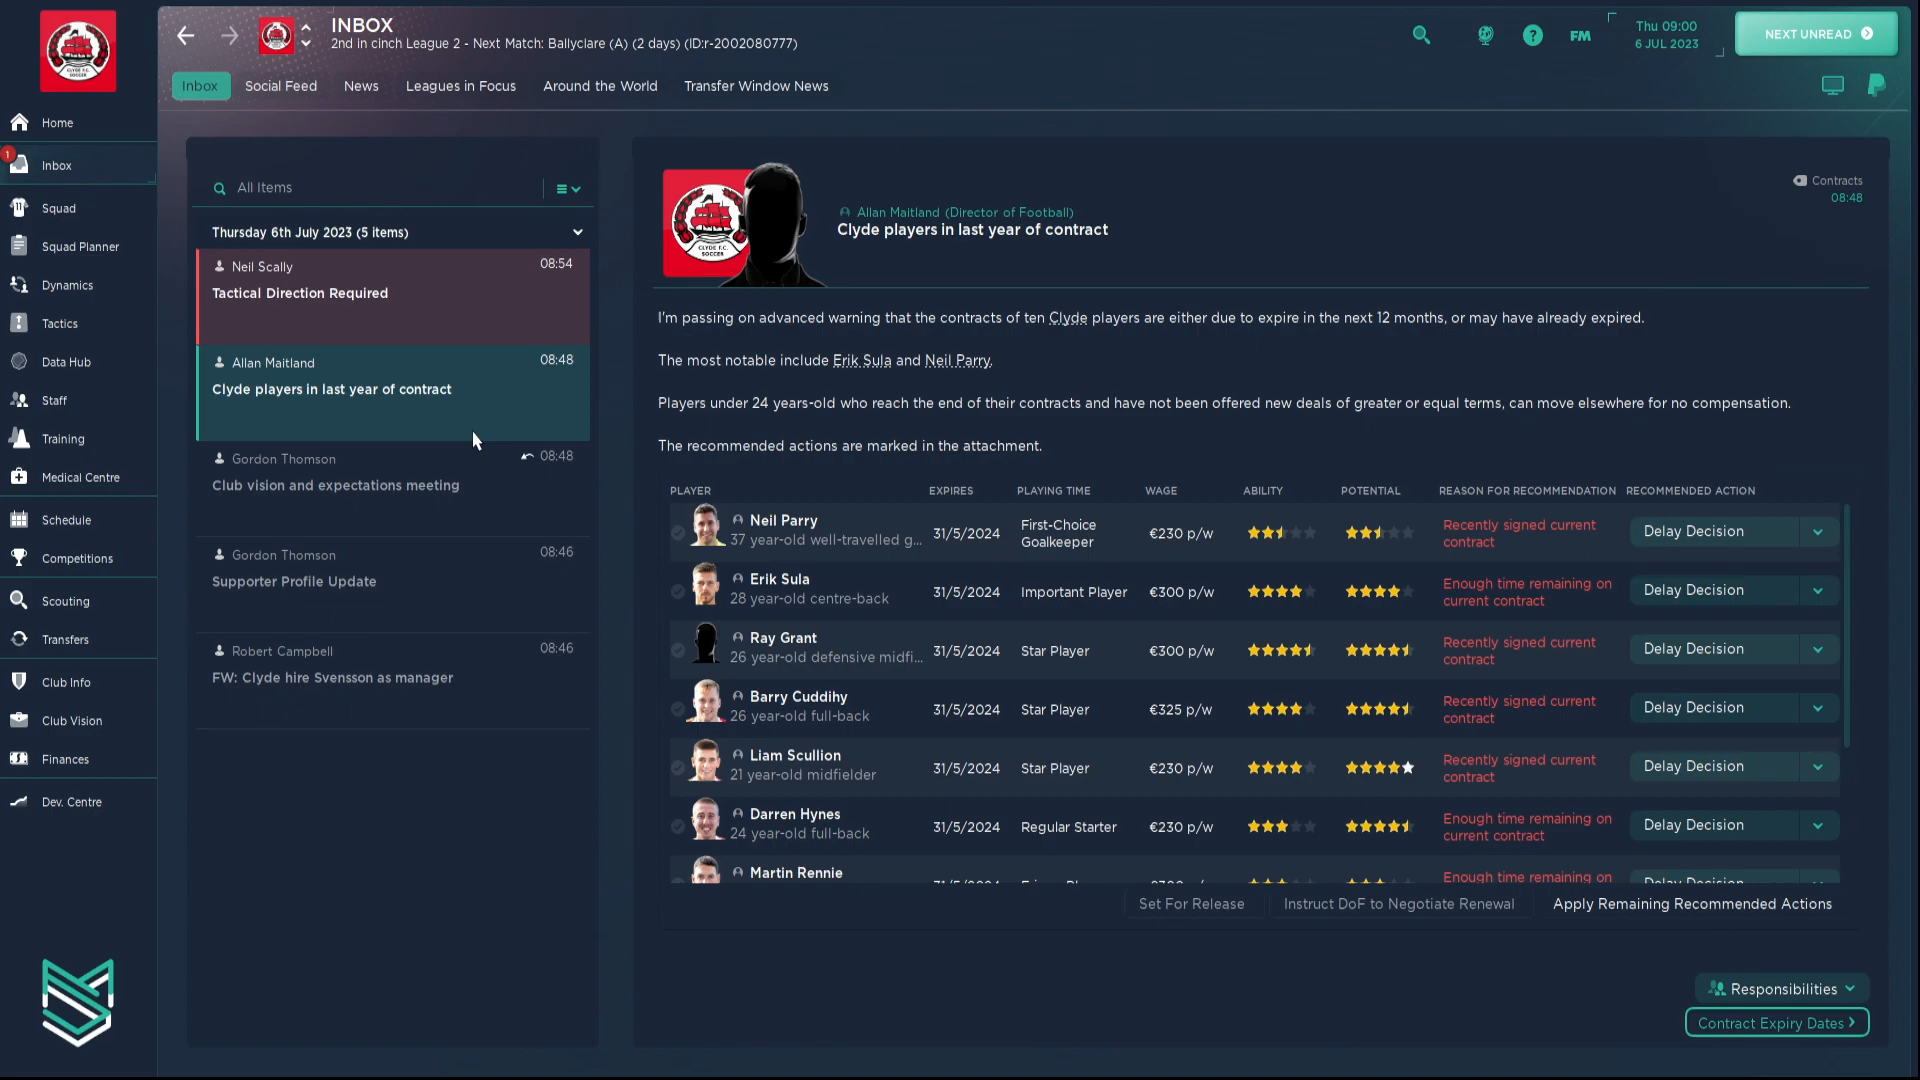 INBOX
2nd in cinch League 2 - Next Match: Ballyclare (A) (2 days) (ID:r-2002080777)
FM
Thu 09:00
6 JUL 2023
NEXT UNREAD
Inbox
Social Feed
News
Leagues in Focus
Around the World
Transfer Window News
Home
1
Inbox
Squad
Squad Planner
Dynamics
Tactics
Data Hub
Staff
Training
Medical Centre
Schedule
Competitions
Scouting
Transfers
Club Info
Club Vision
Finances
Dev. Centre
All Items
Thursday 6th July 2023 (5 items)
Neil Scally 08:54
Tactical Direction Required
Allan Maitland 08:48
Clyde players in last year of contract
Gordon Thomson 08:48
Club vision and expectations meeting
Gordon Thomson 08:46
Supporter Profile Update
Robert Campbell 08:46
FW: Clyde hire Svensson as manager
CLYDE F.C.
SOCCER
Allan Maitland (Director of Football)
Clyde players in last year of contract
Contracts
08:48
I'm passing on advanced warning that the contracts of ten Clyde players are either due to expire in the next 12 months, or may have already expired.
The most notable include Erik Sula and Neil Parry.
Players under 24 years-old who reach the end of their contracts and have not been offered new deals of greater or equal terms, can move elsewhere for no compensation.
The recommended actions are marked in the attachment.
PLAYER EXPIRES PLAYING TIME WAGE ABILITY POTENTIAL REASON FOR RECOMMENDATION RECOMMENDED ACTION
Neil Parry
37 year-old well-travelled g...
31/5/2024
First-Choice
Goalkeeper
€230 p/w
Recently signed current
contract
Delay Decision
Erik Sula
28 year-old centre-back
31/5/2024
Important Player
€300 p/w
Enough time remaining on
current contract
Delay Decision
Ray Grant
26 year-old defensive midfi...
31/5/2024
Star Player
€300 p/w
Recently signed current
contract
Delay Decision
Barry Cuddihy
26 year-old full-back
31/5/2024
Star Player
€325 p/w
Recently signed current
contract
Delay Decision
Liam Scullion
21 year-old midfielder
31/5/2024
Star Player
€230 p/w
Recently signed current
contract
Delay Decision
Darren Hynes
24 year-old full-back
31/5/2024
Regular Starter
€230 p/w
Enough time remaining on
current contract
Delay Decision
Martin Rennie
Enough time remaining on
Delay Decision
Set For Release
Instruct DoF to Negotiate Renewal
Apply Remaining Recommended Actions
Responsibilities
Contract Expiry Dates